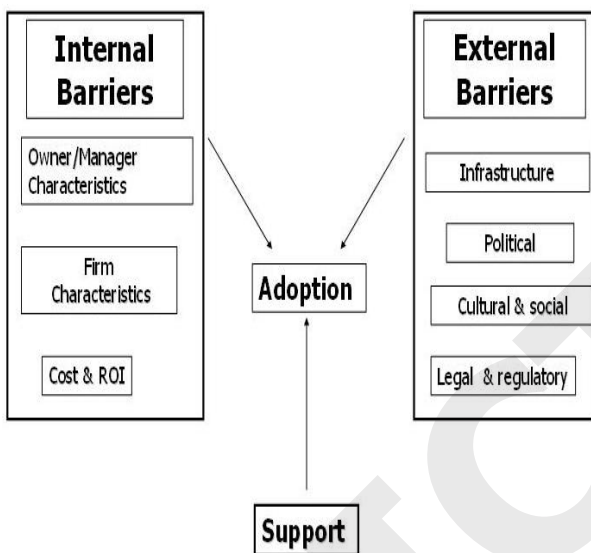 Internal
Barriers
Owner/Manager
Characteristics
Firm
Characteristics
Cost & ROI
External
Barriers
Infrastructure
Political
Cultural & social
Legal & regulatory
Adoption
Support